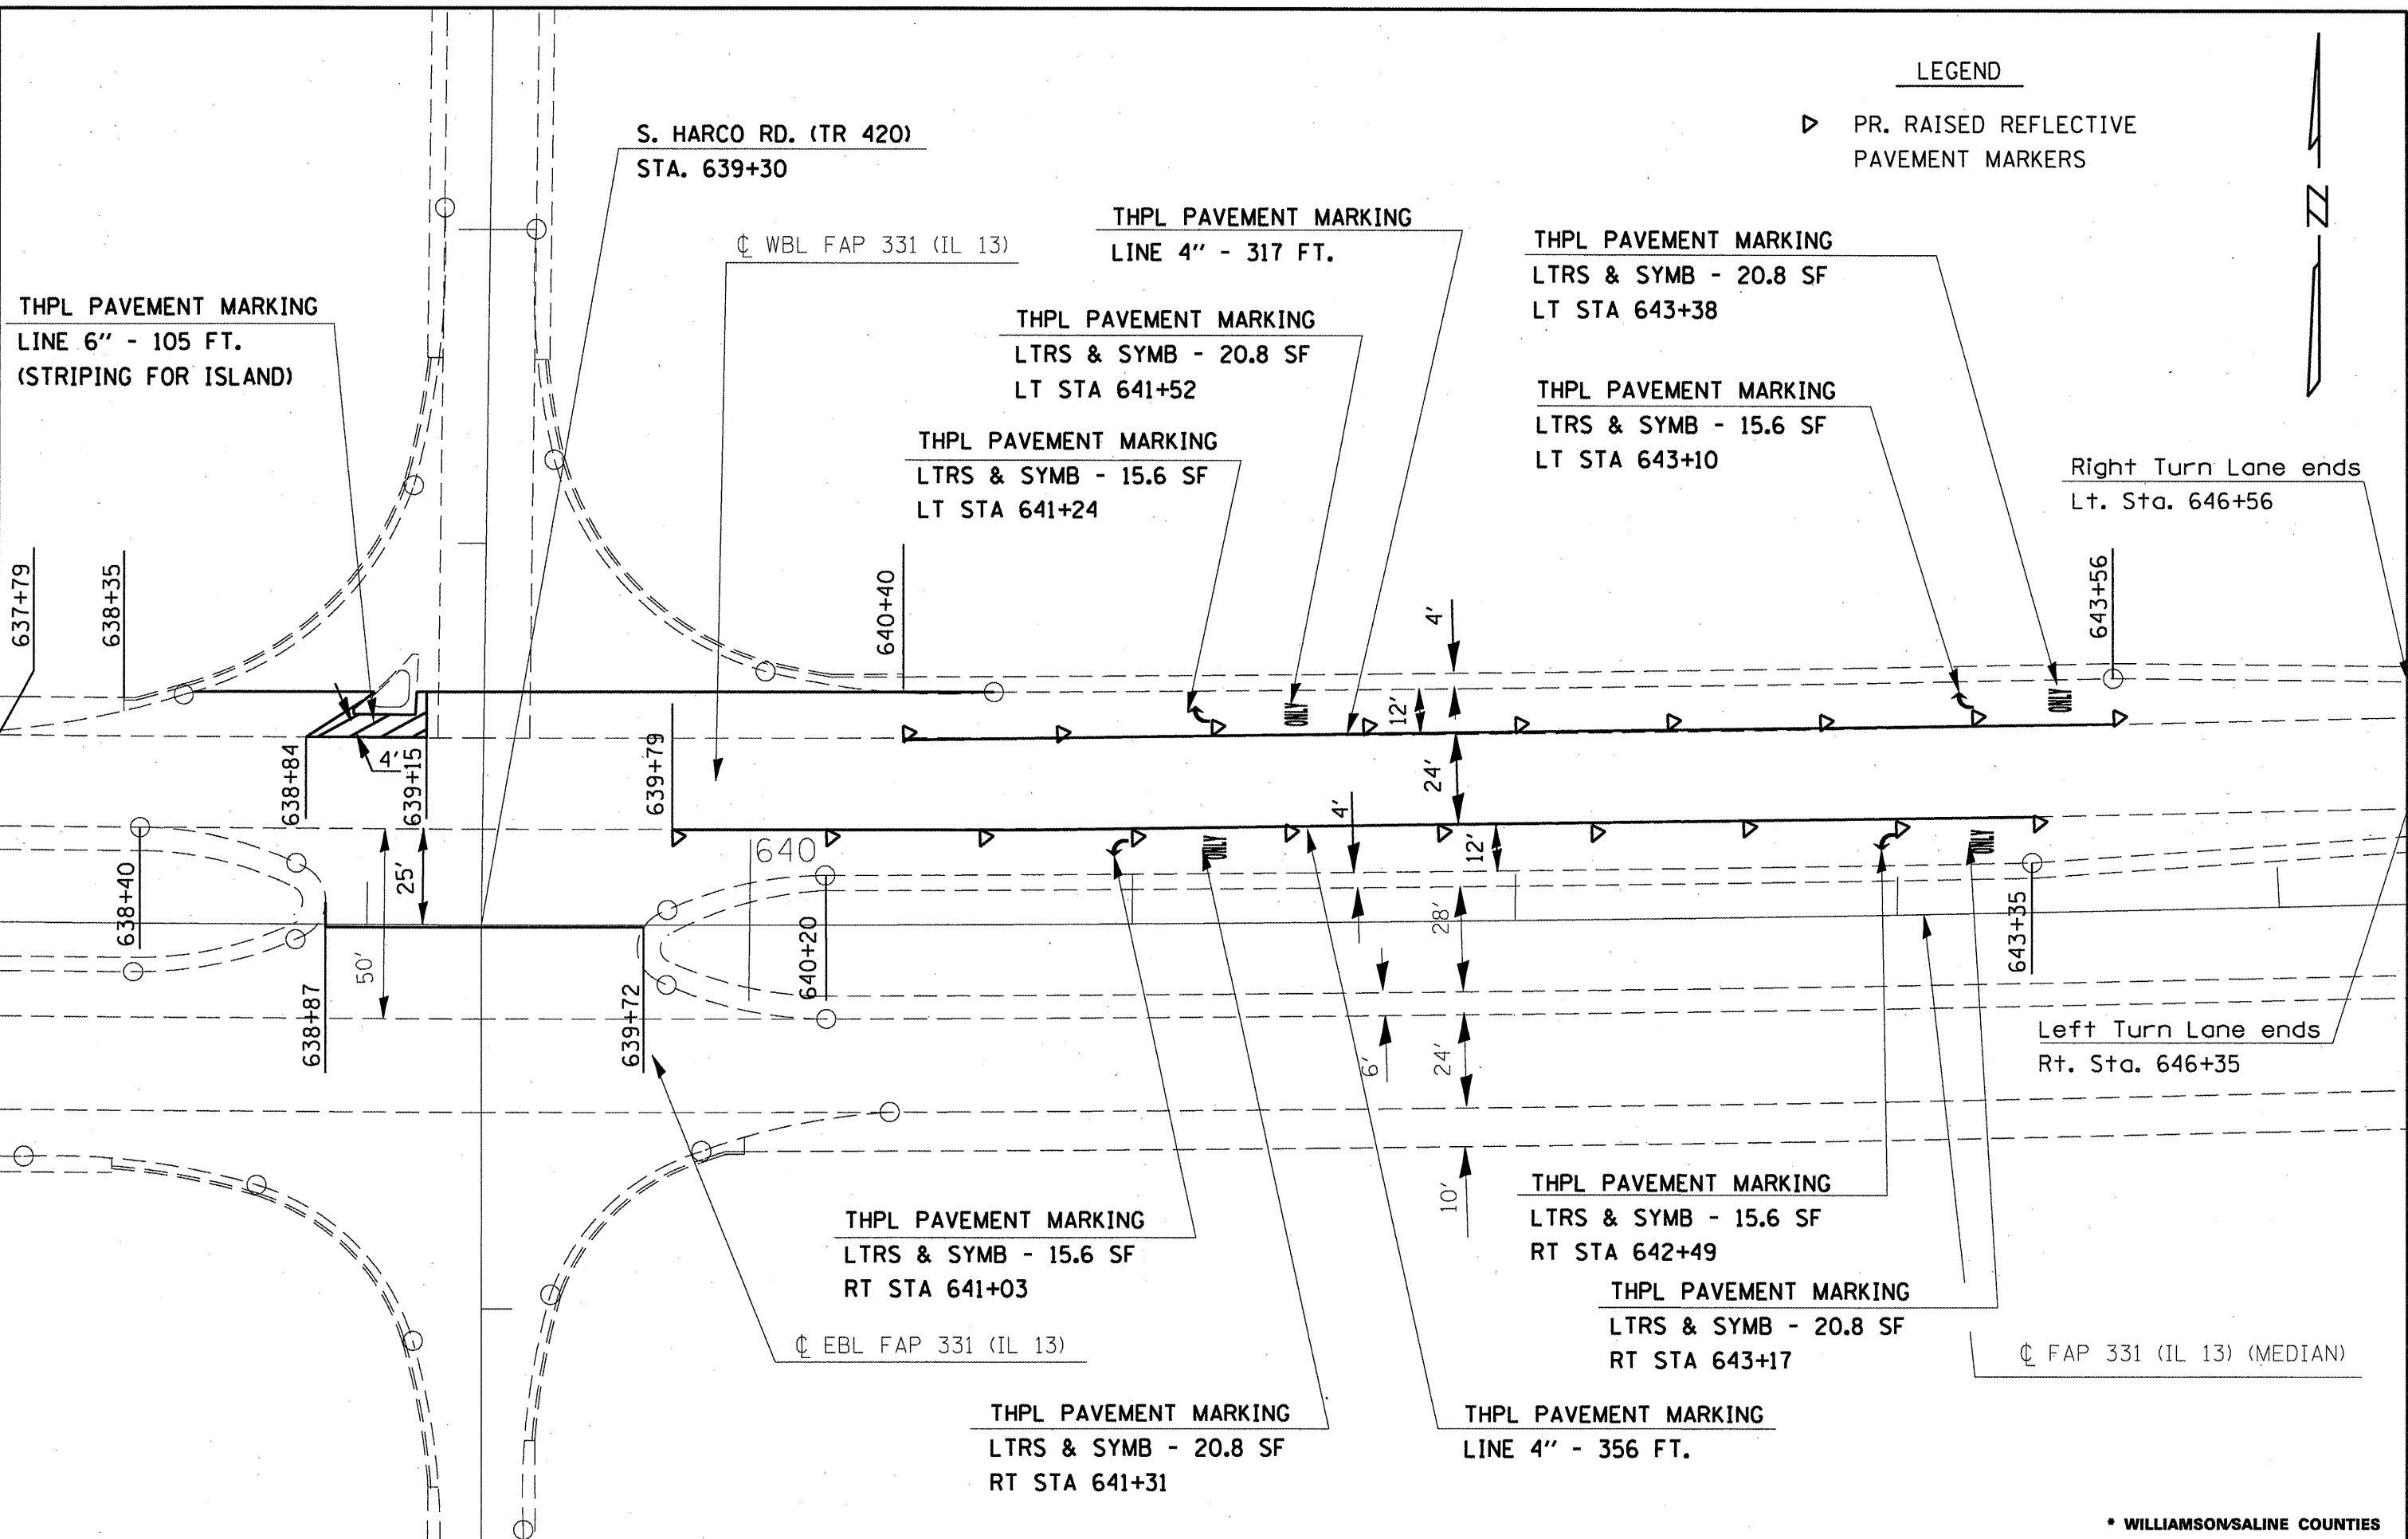 LEGEND
PR. RAISED REFLECTIVE
PAVEMENT MARKERS
N
S. HARCO RD. (TR 420)
STA. 639+30
℄ WBL FAP 331 (IL 13)
THPL PAVEMENT MARKING
LINE 4" - 317 FT.
THPL PAVEMENT MARKING
LTRS & SYMB - 20.8 SF
LT STA 643+38
THPL PAVEMENT MARKING
LINE 6" - 105 FT.
(STRIPING FOR ISLAND)
THPL PAVEMENT MARKING
LTRS & SYMB - 20.8 SF
LT STA 641+52
THPL PAVEMENT MARKING
LTRS & SYMB - 15.6 SF
LT STA 643+10
THPL PAVEMENT MARKING
LTRS & SYMB - 15.6 SF
LT STA 641+24
Right Turn Lane ends
Lt. Sta. 646+56
637+79
638+35
640+40
643+56
4'
12'
ONLY
ONLY
638+84
4'
639+15
639+79
24'
4'
12'
ONLY
ONLY
640
638+40
25'
50'
640+20
28'
643+35
638+87
639+72
6'
24'
10'
Left Turn Lane ends
Rt. Sta. 646+35
THPL PAVEMENT MARKING
LTRS & SYMB - 15.6 SF
RT STA 641+03
THPL PAVEMENT MARKING
LTRS & SYMB - 15.6 SF
RT STA 642+49
THPL PAVEMENT MARKING
LTRS & SYMB - 20.8 SF
RT STA 643+17
℄ EBL FAP 331 (IL 13)
℄ FAP 331 (IL 13) (MEDIAN)
THPL PAVEMENT MARKING
LTRS & SYMB - 20.8 SF
RT STA 641+31
THPL PAVEMENT MARKING
LINE 4" - 356 FT.
* WILLIAMSON/SALINE COUNTIES